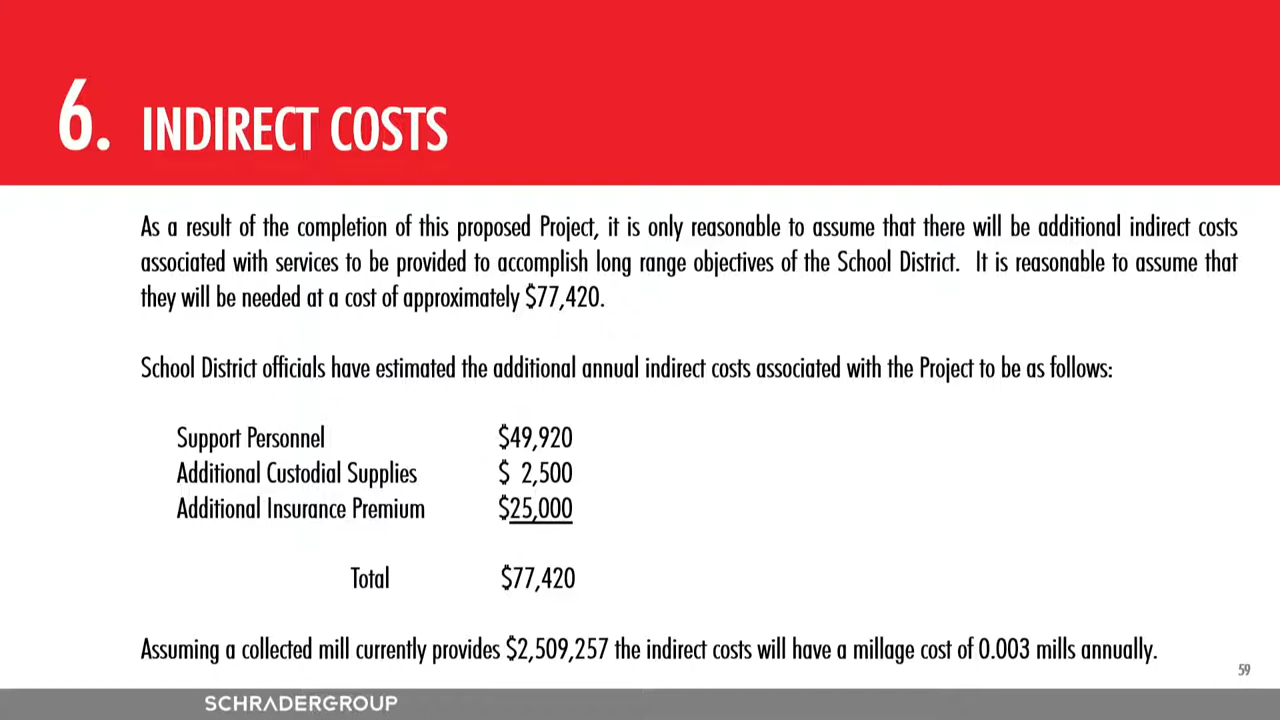 6. INDIRECT COSTS
As a result of the completion of this proposed Project, it is only reasonable to assume that there will be additional indirect costs
associated with services to be provided to accomplish long range objectives of the School District. It is reasonable to assume that
they will be needed at a cost of approximately $77,420.
School District officials have estimated the additional annual indirect costs associated with the Project to be as follows:
Support Personnel $49,920
Additional Custodial Supplies $ 2,500
Additional Insurance Premium $25,000
Total $77,420
Assuming a collected mill currently provides $2,509,257 the indirect costs will have a millage cost of 0.003 mills annually.
59
SCHRADERGROUP